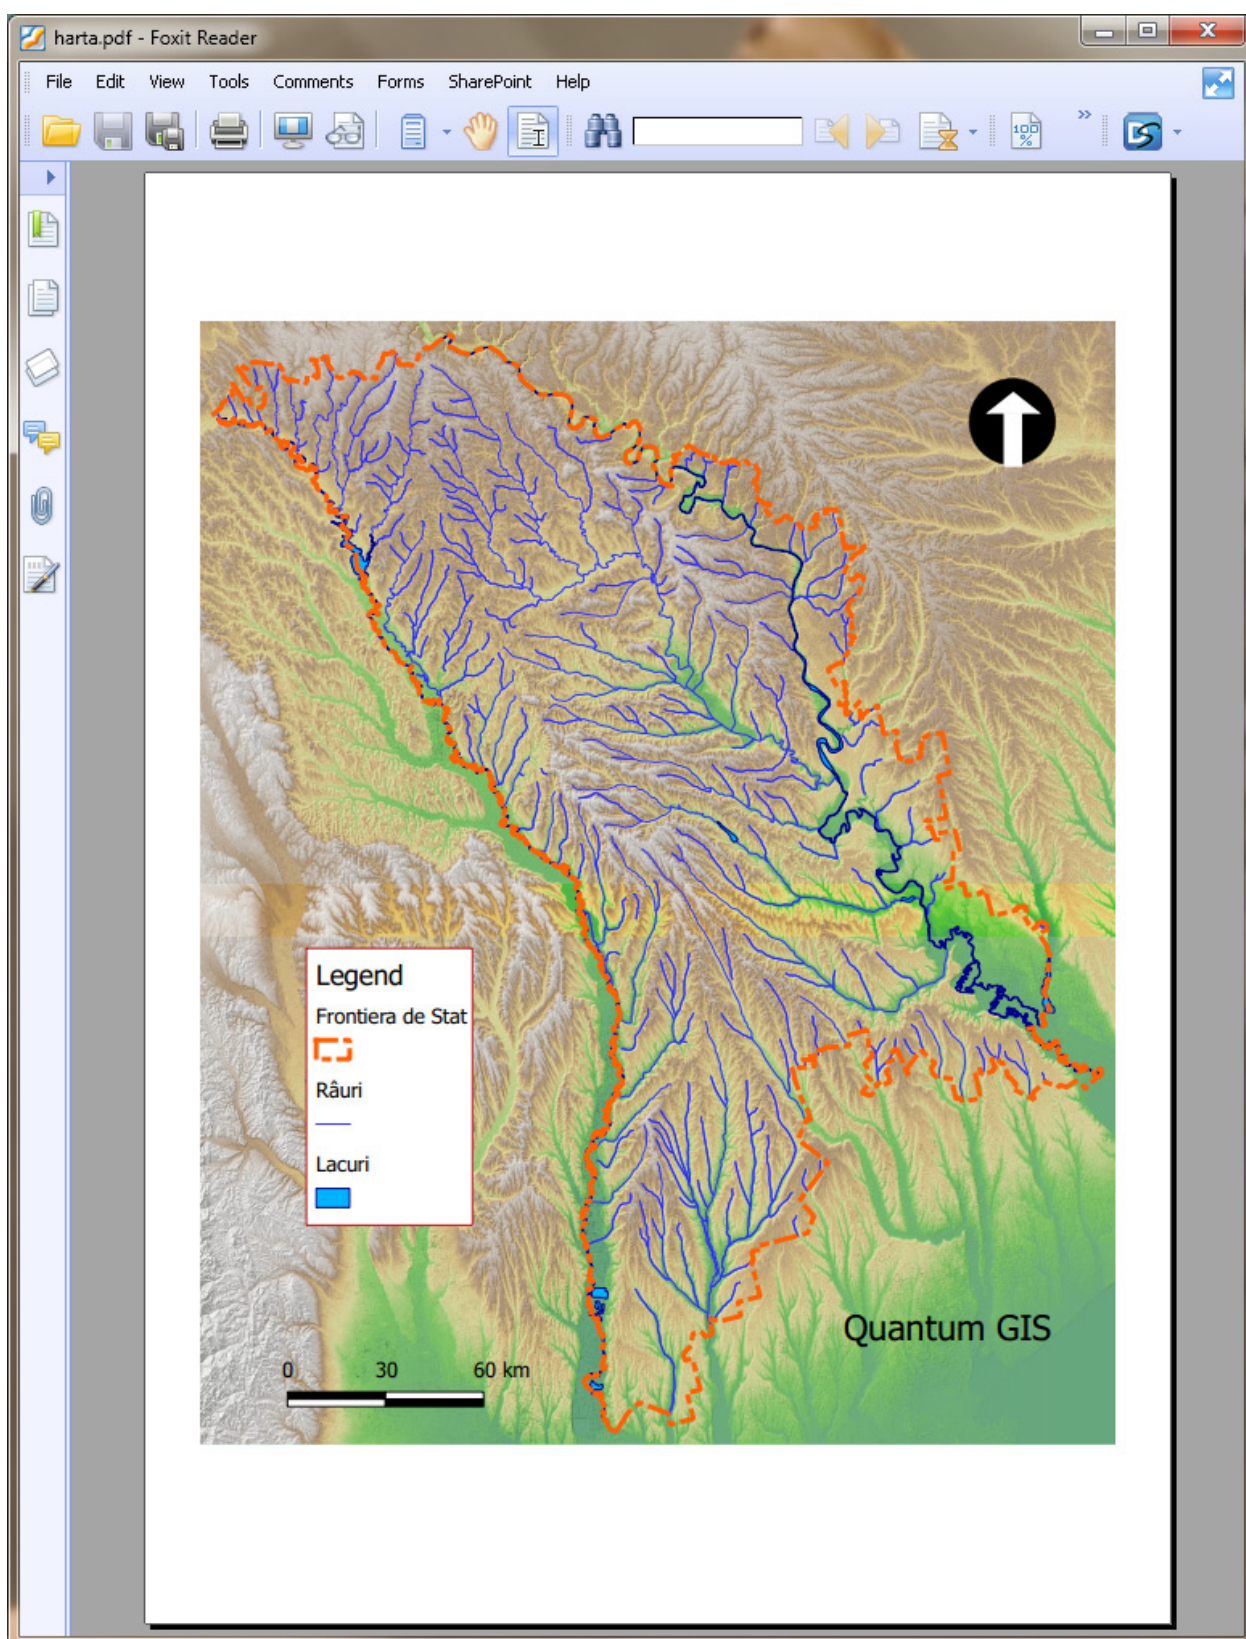 harta.pdf - Foxit Reader
File Edit View Tools Comments Forms SharePoint Help
100
%
Legend
Frontiera de Stat
Râuri
Lacuri
Quantum GIS
0 30 60 km